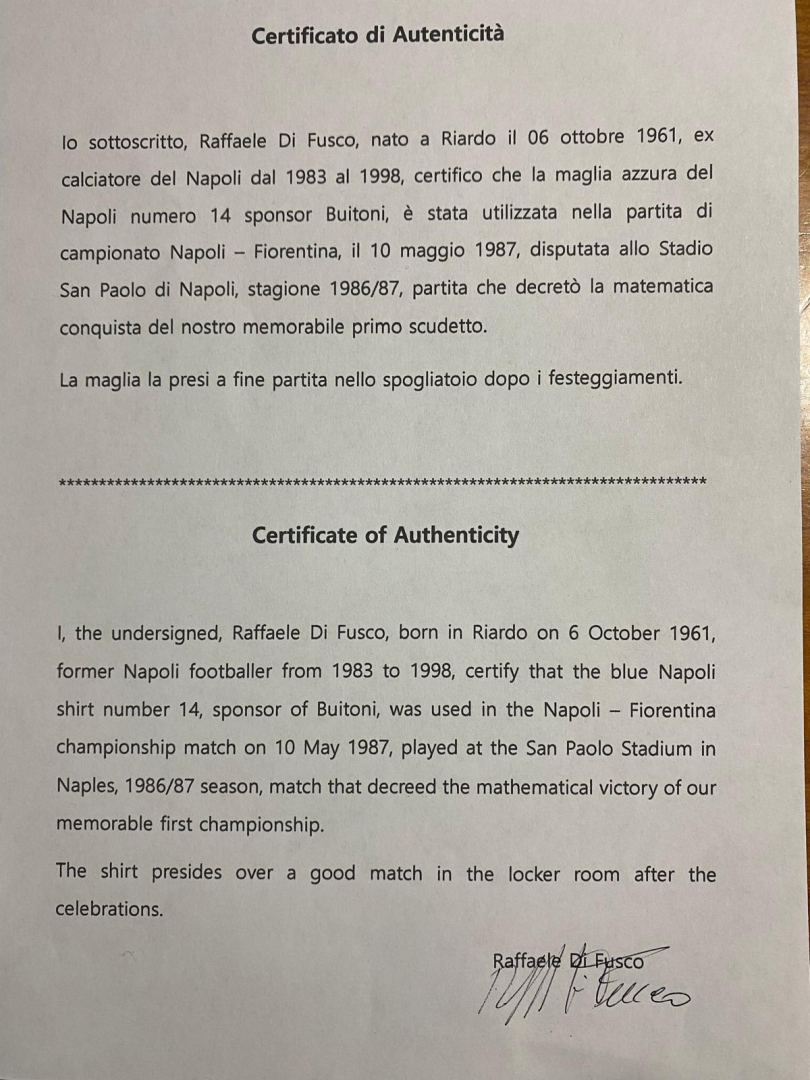 Certificato di Autenticità
Io sottoscritto, Raffaele Di Fusco, nato a Riardo il 06 ottobre 1961, ex
calciatore del Napoli dal 1983 al 1998, certifico che la maglia azzura del
Napoli numero 14 sponsor Buitoni, è stata utilizzata nella partita di
campionato Napoli – Fiorentina, il 10 maggio 1987, disputata allo Stadio
San Paolo di Napoli, stagione 1986/87, partita che decretò la matematica
conquista del nostro memorabile primo scudetto.
La maglia la presi a fine partita nello spogliatoio dopo i festeggiamenti.
********************************************************************************
Certificate of Authenticity
I, the undersigned, Raffaele Di Fusco, born in Riardo on 6 October 1961,
former Napoli footballer from 1983 to 1998, certify that the blue Napoli
shirt number 14, sponsor of Buitoni, was used in the Napoli – Fiorentina
championship match on 10 May 1987, played at the San Paolo Stadium in
Naples, 1986/87 season, match that decreed the mathematical victory of our
memorable first championship.
The shirt presides over a good match in the locker room after the
celebrations.
Raffaele Di Fusco